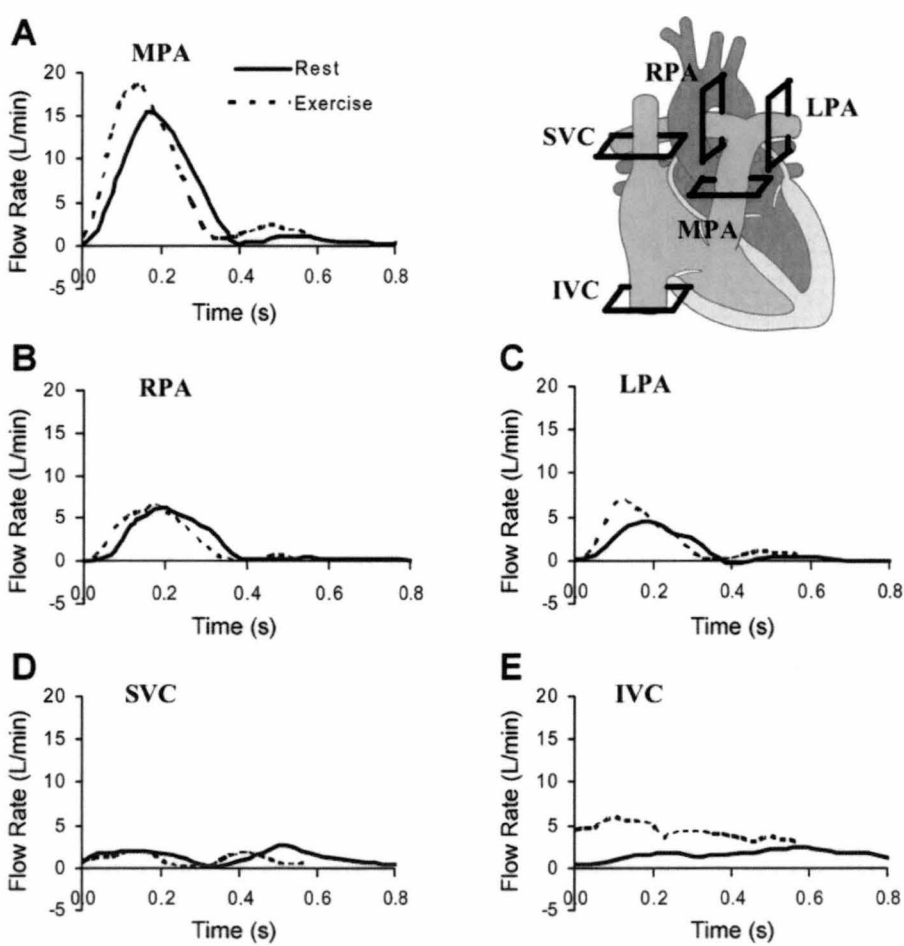 A
MPA
Rest
Exercise
Flow Rate (L/min)
20
15
10
5
0
-5
0.0 0.2 0.4 0.6 0.8
Time (s)
RPA
LPA
SVC
MPA
IVC
B
RPA
Flow Rate (L/min)
20
15
10
5
0
-5
0.0 0.2 0.4 0.6 0.8
Time (s)
C
LPA
Flow Rate (L/min)
20
15
10
5
0
-5
0.0 0.2 0.4 0.6 0.8
Time (s)
D
SVC
Flow Rate (L/min)
20
15
10
5
0
-5
0.0 0.2 0.4 0.6 0.8
Time (s)
E
IVC
Flow Rate (L/min)
20
15
10
5
0
-5
0.0 0.2 0.4 0.6 0.8
Time (s)